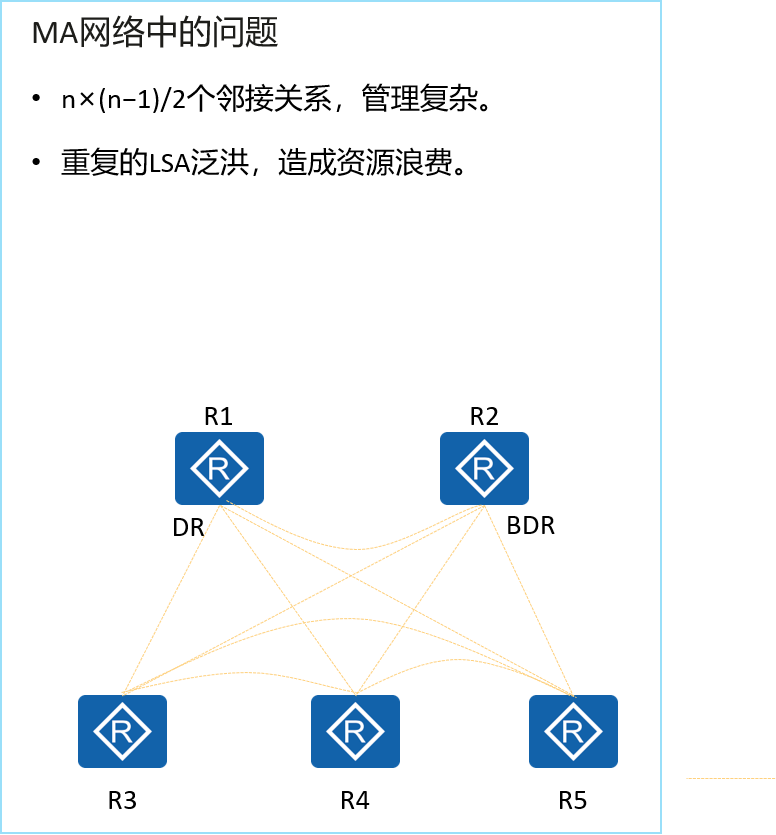 MA网络中的问题
• n×(n−1)/2个邻接关系，管理复杂。
• 重复的LSA泛洪，造成资源浪费。
R1 R2
R R
DR BDR
R R R
R3 R4 R5